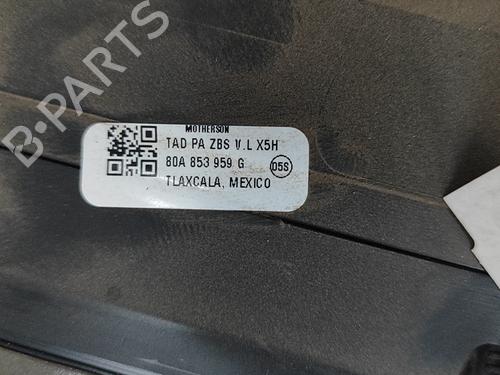 B-PARTS
MOTHERSON
TAD PA ZBS V.L X5H
80A 853 959 G
05S
TLAXCALA, MEXICO